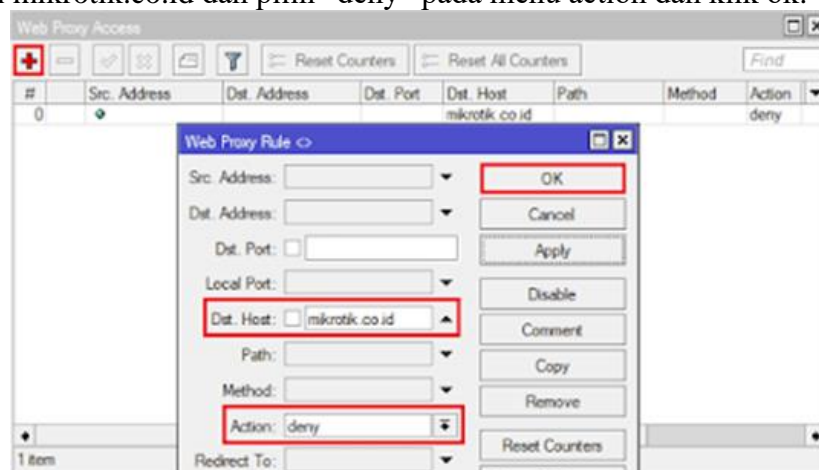 mikrotik.co.id dan pilih "deny" pada menu action dan klik ok.
Web Proxy Access
Reset Counters Reset All Counters Find
# Src. Address Dst. Address Dst. Port Dst. Host Path Method Action
0 mikrotik.co.id deny
Web Proxy Rule <>
Src. Address: OK
Dst. Address: Cancel
Dst. Port: Apply
Local Port: Disable
Dst. Host: mikrotik.co.id Comment
Path: Copy
Method: Remove
Action: deny Reset Counters
1 item Redirect To: